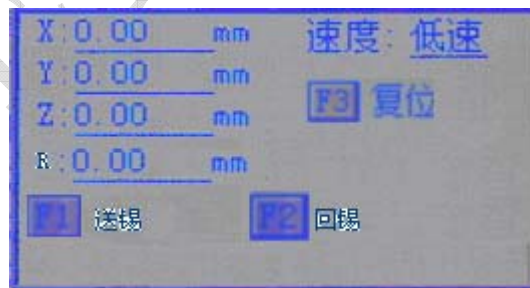 X:0.00 mm 速度: 低速
Y:0.00 mm
Z:0.00 mm F3 复位
R:0.00 mm
F1 送锡 F2 回锡